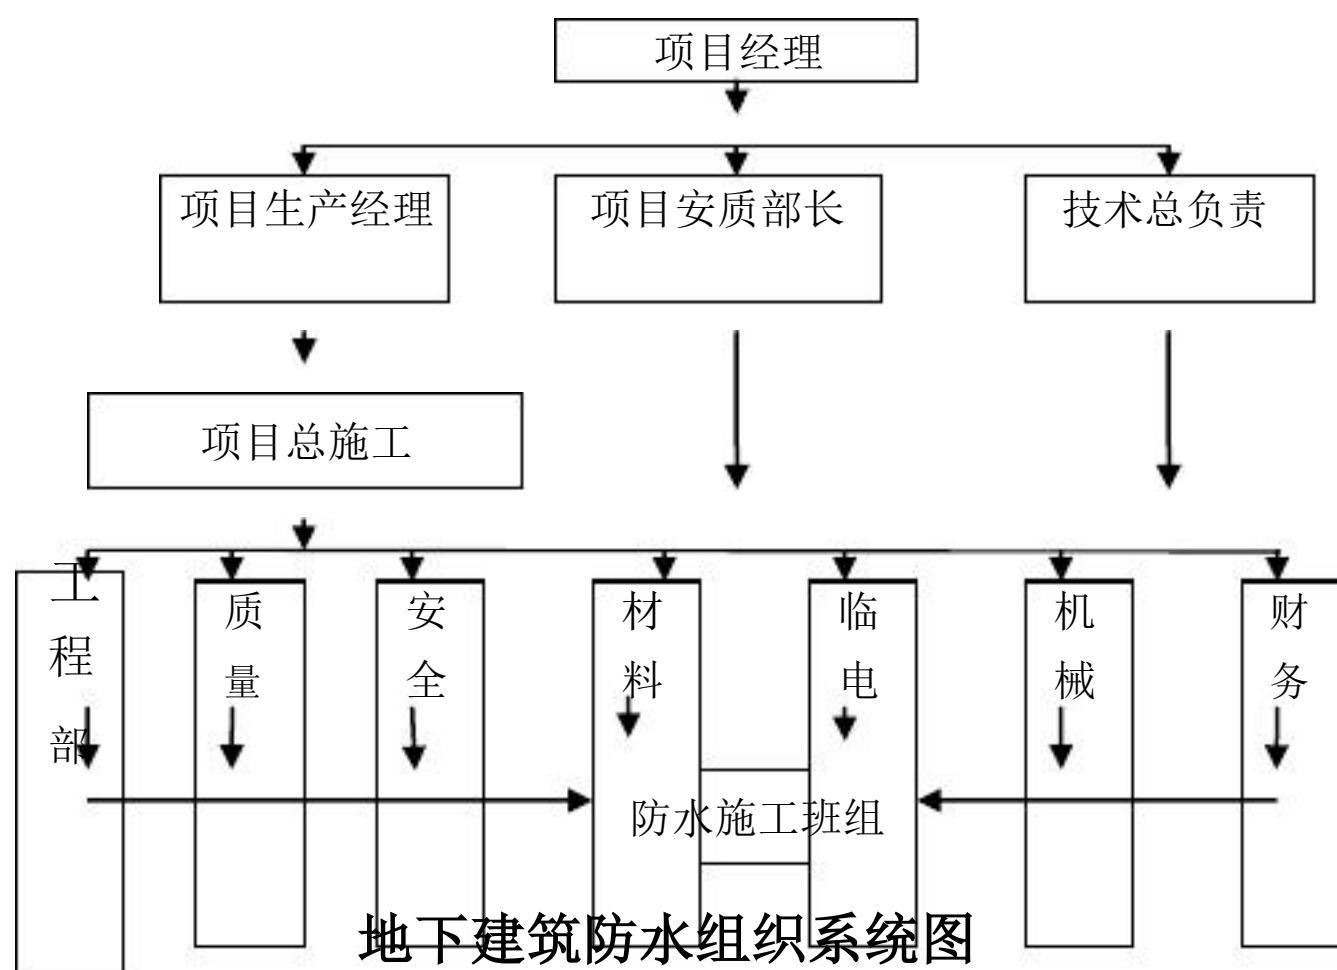 项目经理
项目生产经理
项目安质部长
技术总负责
项目总施工
工程部
质量
安全
材料
临电
机械
财务
防水施工班组
地下建筑防水组织系统图